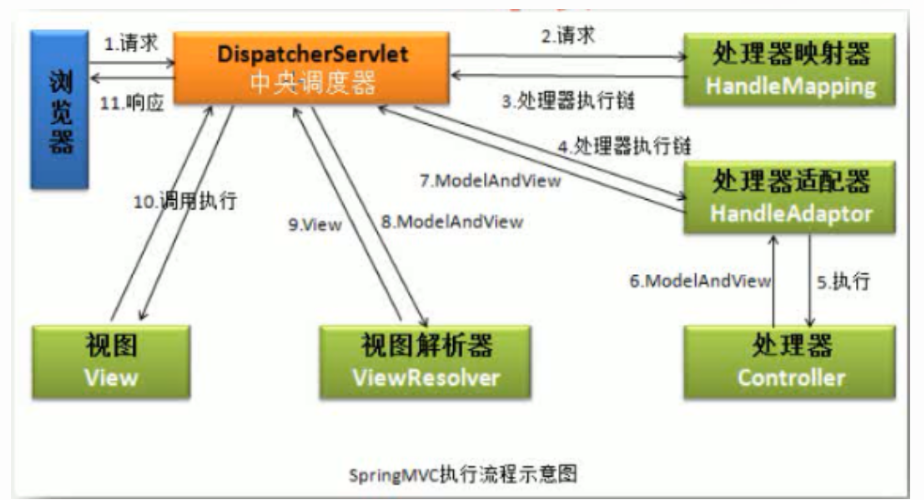 1.请求
DispatcherServlet
中央调度器
2.请求
处理器映射器
HandleMapping
浏览器
11.响应
3.处理器执行链
4.处理器执行链
7.ModelAndView
处理器适配器
HandleAdaptor
10.调用执行
9.View
8.ModelAndView
6.ModelAndView
5.执行
视图
View
视图解析器
ViewResolver
处理器
Controller
SpringMVC执行流程示意图